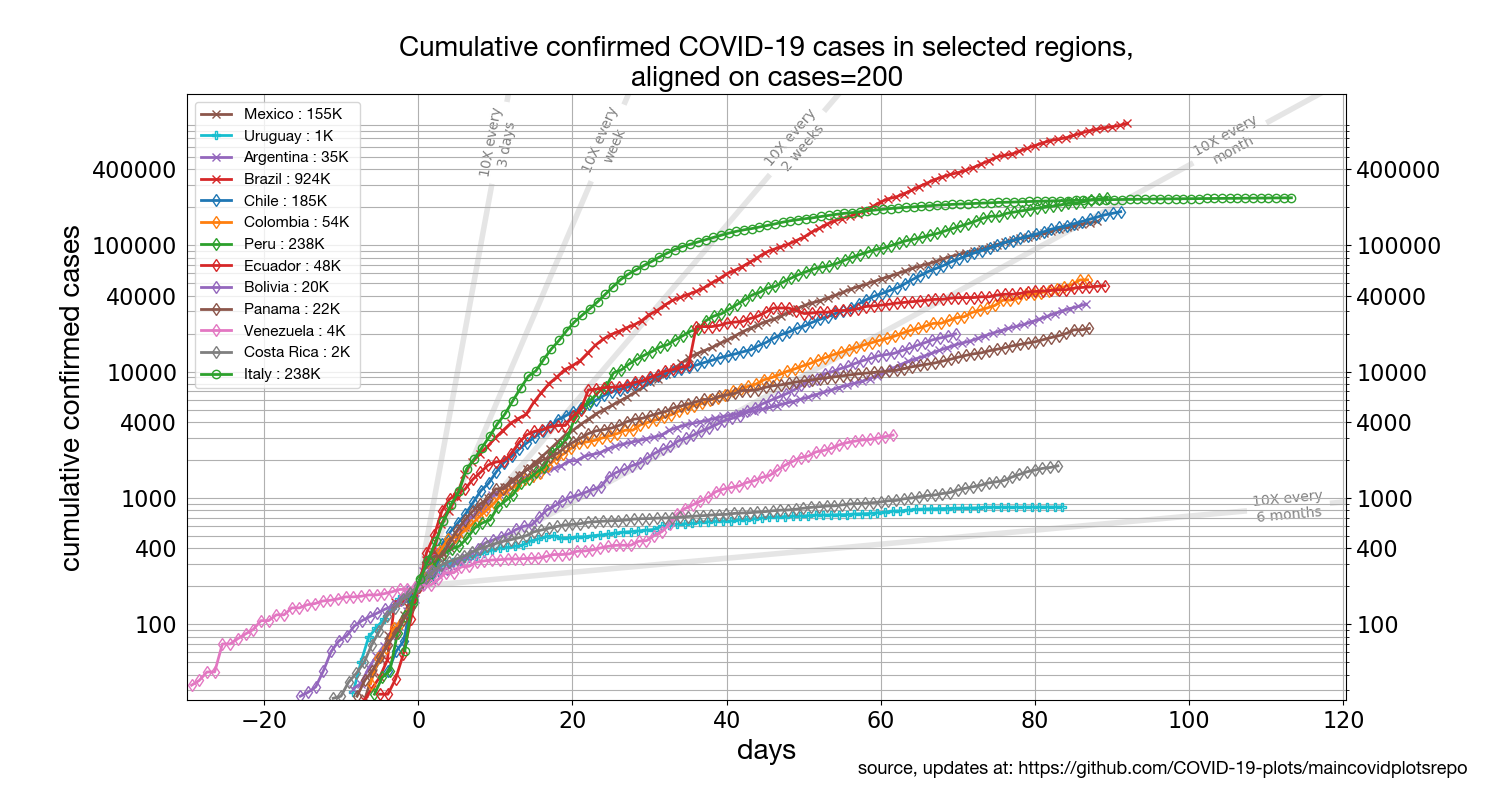 Cumulative confirmed COVID-19 cases in selected regions,
aligned on cases=200
Mexico : 155K
Uruguay : 1K
Argentina : 35K
Brazil : 924K
Chile : 185K
Colombia : 54K
Peru : 238K
Ecuador : 48K
Bolivia : 20K
Panama : 22K
Venezuela : 4K
Costa Rica : 2K
Italy : 238K
10X every
3 days
10X every
week
10X every
2 weeks
10X every
month
10X every
6 months
cumulative confirmed cases
400000
100000
40000
10000
4000
1000
400
100
400000
100000
40000
10000
4000
1000
400
100
−20
0
20
40
60
80
100
120
days
source, updates at: https://github.com/COVID-19-plots/maincovidplotsrepo